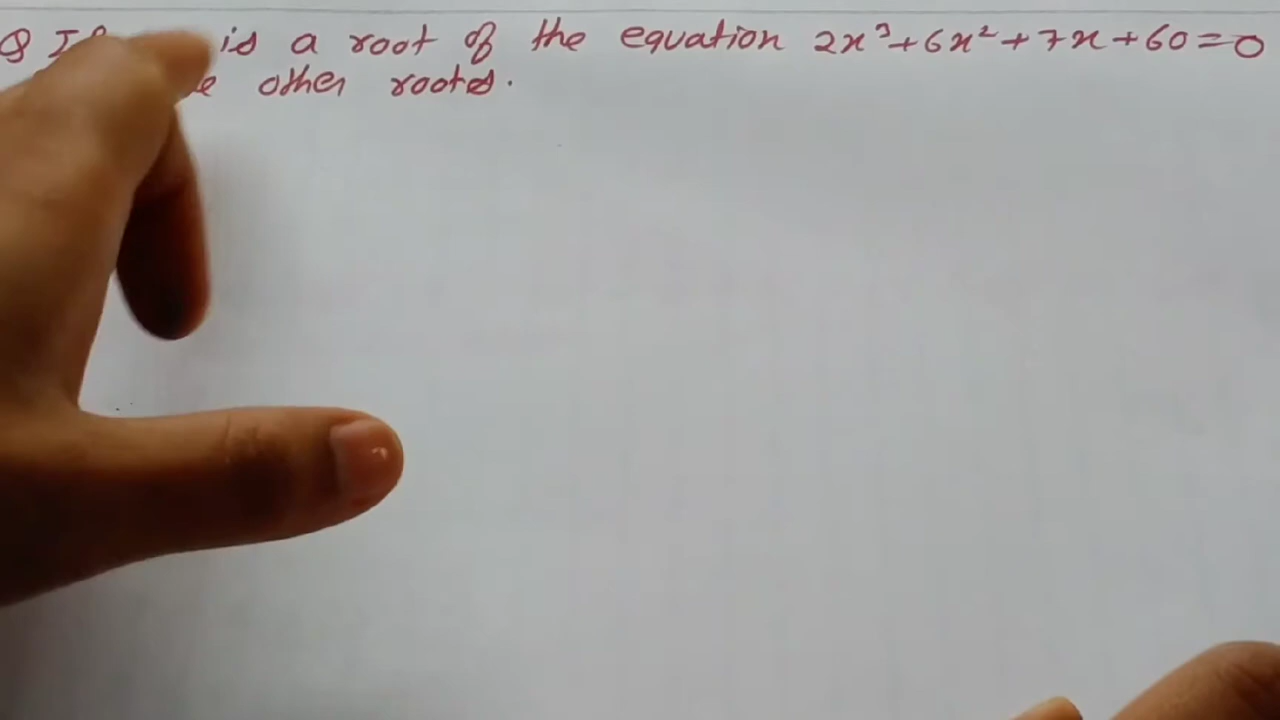 Q If is a root of the equation 2x³+6x²+7x+60=0
other roots.